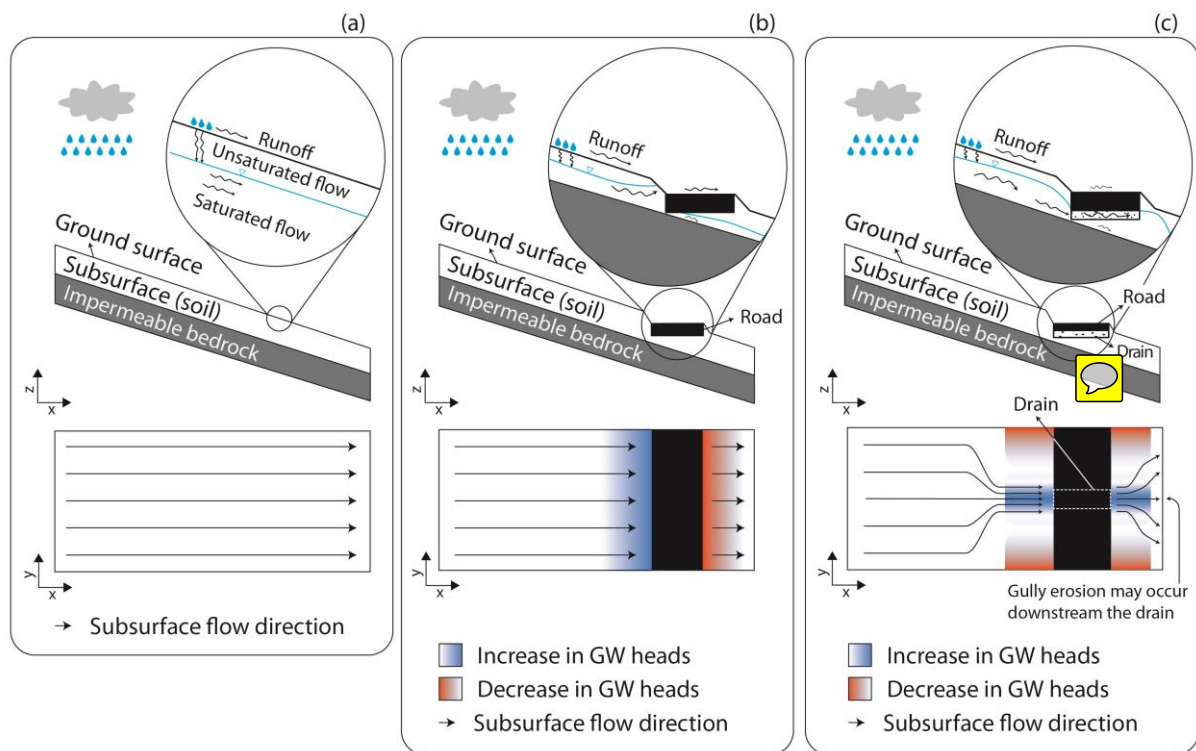 (a)
Runoff
Unsaturated flow
Saturated flow
Ground surface
Subsurface (soil)
Impermeable bedrock
z
x
y
x
Subsurface flow direction
(b)
Runoff
Ground surface
Subsurface (soil)
Impermeable bedrock
Road
z
x
y
x
Increase in GW heads
Decrease in GW heads
Subsurface flow direction
(c)
Runoff
Ground surface
Subsurface (soil)
Impermeable bedrock
Road
Drain
z
x
Drain
y
x
Gully erosion may occur
downstream the drain
Increase in GW heads
Decrease in GW heads
Subsurface flow direction